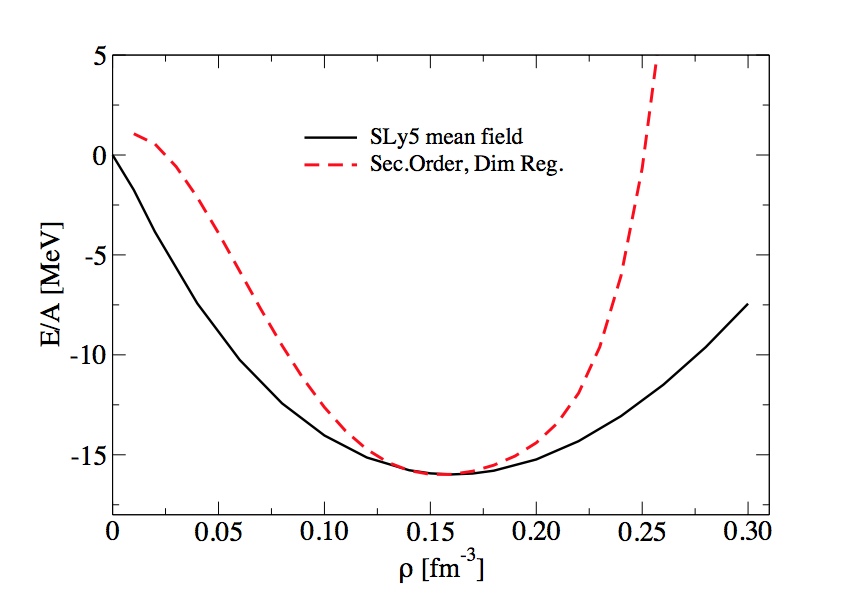 5
0
-5
-10
-15
E/A [MeV]
SLy5 mean field
Sec.Order, Dim Reg.
0 0.05 0.10 0.15 0.20 0.25 0.30
ρ [fm⁻³]